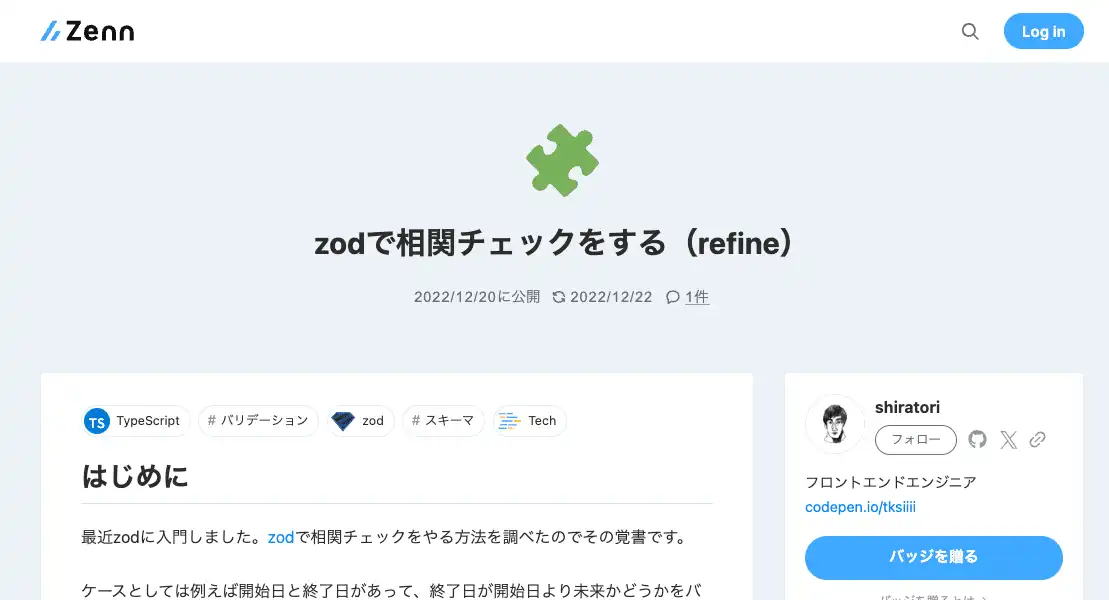 Zenn
Log in
zodで相関チェックをする（refine）
2022/12/20に公開 2022/12/22 1件
TS TypeScript # バリデーション zod # スキーマ Tech
はじめに
最近zodに入門しました。zodで相関チェックをやる方法を調べたのでその覚書です。
ケースとしては例えば開始日と終了日があって、終了日が開始日より未来かどうかをバ
shiratori
フォロー
フロントエンドエンジニア
codepen.io/tksiiii
バッジを贈る